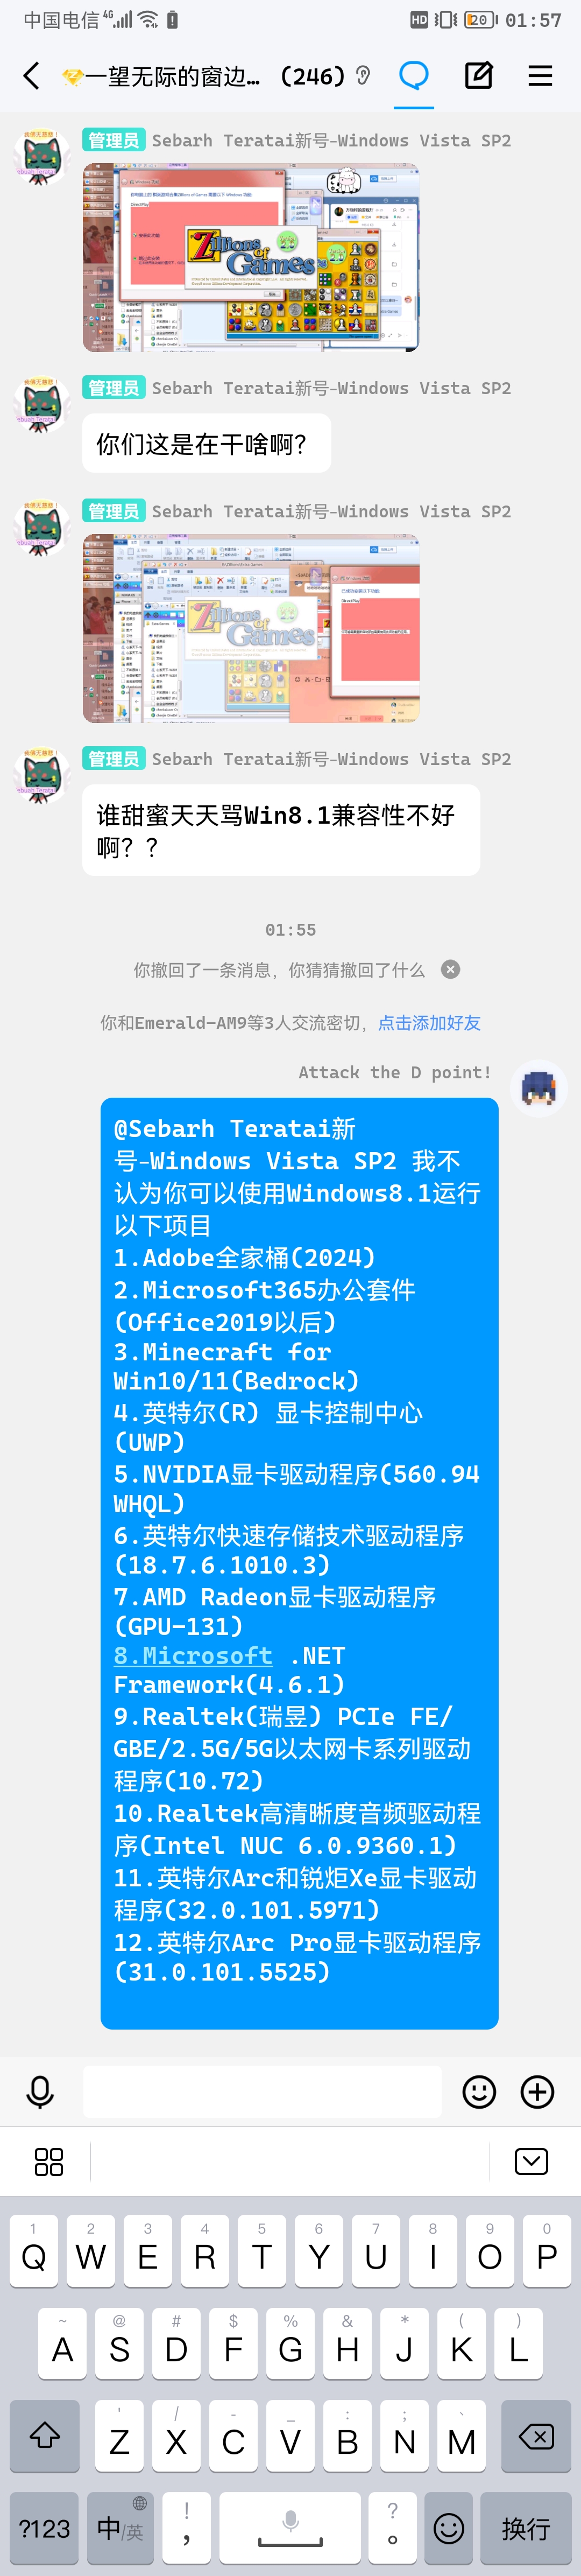 中国电信 4G HD 20 01:57
一望无际的窗边... (246)
管理员 Sebarh Teratai新号-Windows Vista SP2
Zillions of Games
管理员 Sebarh Teratai新号-Windows Vista SP2
你们这是在干啥啊？
管理员 Sebarh Teratai新号-Windows Vista SP2
Zillions of Games
管理员 Sebarh Teratai新号-Windows Vista SP2
谁甜蜜天天骂Win8.1兼容性不好
啊？？
01:55
你撤回了一条消息，你猜猜撤回了什么
你和Emerald-AM9等3人交流密切，点击添加好友
Attack the D point!
@Sebarh Teratai新
号-Windows Vista SP2 我不
认为你可以使用Windows8.1运行
以下项目
1.Adobe全家桶(2024)
2.Microsoft365办公套件
(Office2019以后)
3.Minecraft for
Win10/11(Bedrock)
4.英特尔(R) 显卡控制中心
(UWP)
5.NVIDIA显卡驱动程序(560.94
WHQL)
6.英特尔快速存储技术驱动程序
(18.7.6.1010.3)
7.AMD Radeon显卡驱动程序
(GPU-131)
8.Microsoft .NET
Framework(4.6.1)
9.Realtek(瑞昱) PCIe FE/
GBE/2.5G/5G以太网卡系列驱动
程序(10.72)
10.Realtek高清晰度音频驱动程
序(Intel NUC 6.0.9360.1)
11.英特尔Arc和锐炬Xe显卡驱动
程序(32.0.101.5971)
12.英特尔Arc Pro显卡驱动程序
(31.0.101.5525)
1 2 3 4 5 6 7 8 9 0
Q W E R T Y U I O P
~ @ # $ % & * ( )
A S D F G H J K L
' / - _ : ; 、
Z X C V B N M
! ?
?123 中/英 , 。 换行